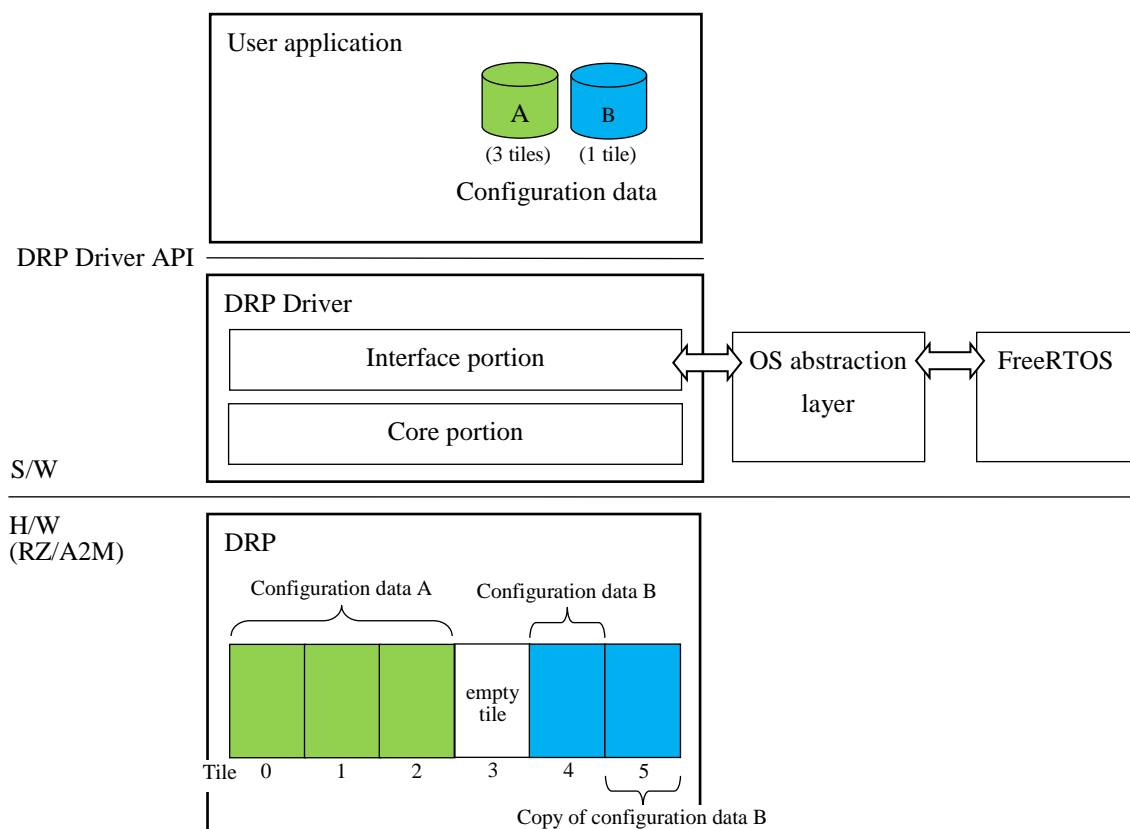 User application
A
B
(3 tiles)
(1 tile)
Configuration data
DRP Driver API
DRP Driver
Interface portion
OS abstraction
layer
FreeRTOS
Core portion
S/W
H/W
(RZ/A2M)
DRP
Configuration data A
Configuration data B
empty
tile
Tile
0
1
2
3
4
5
Copy of configuration data B